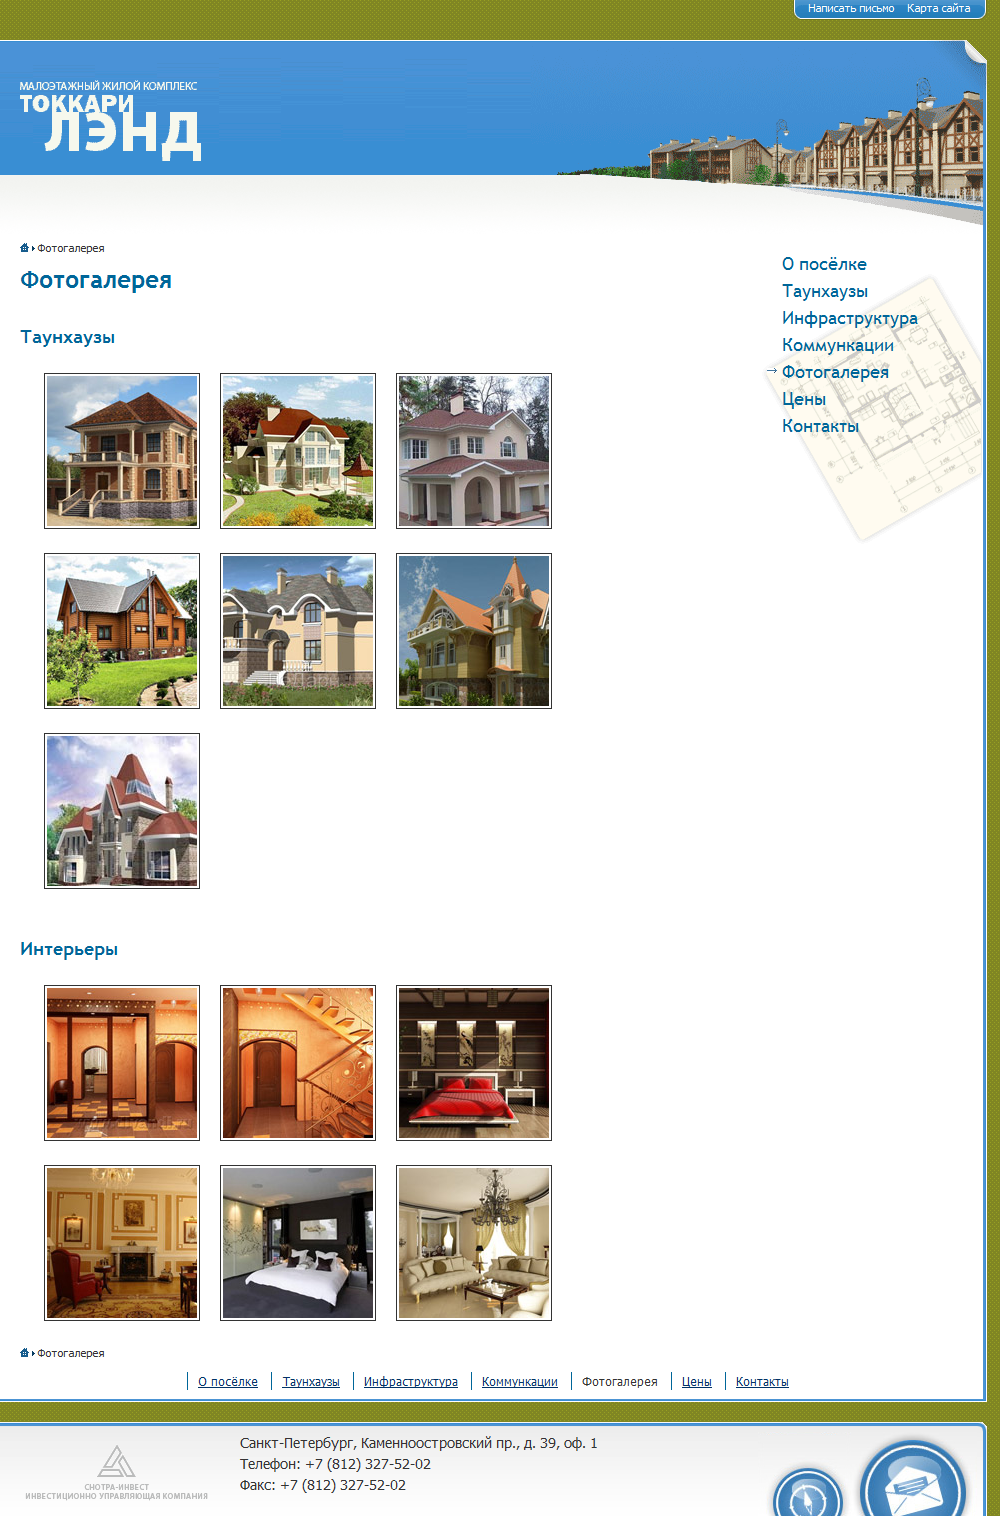 Написать письмо Карта сайта
МАЛОЭТАЖНЫЙ ЖИЛОЙ КОМПЛЕКС
ТОККАРИ
ЛЭНД
Фотогалерея
Фотогалерея
О посёлке
Таунхаузы
Инфраструктура
Коммункации
Фотогалерея
Цены
Контакты
Таунхаузы
Интерьеры
Фотогалерея
О посёлке Таунхаузы Инфраструктура Коммункации Фотогалерея Цены Контакты
Санкт-Петербург, Каменноостровский пр., д. 39, оф. 1
Телефон: +7 (812) 327-52-02
Факс: +7 (812) 327-52-02
СНОТРА-ИНВЕСТ
ИНВЕСТИЦИОННО УПРАВЛЯЮЩАЯ КОМПАНИЯ